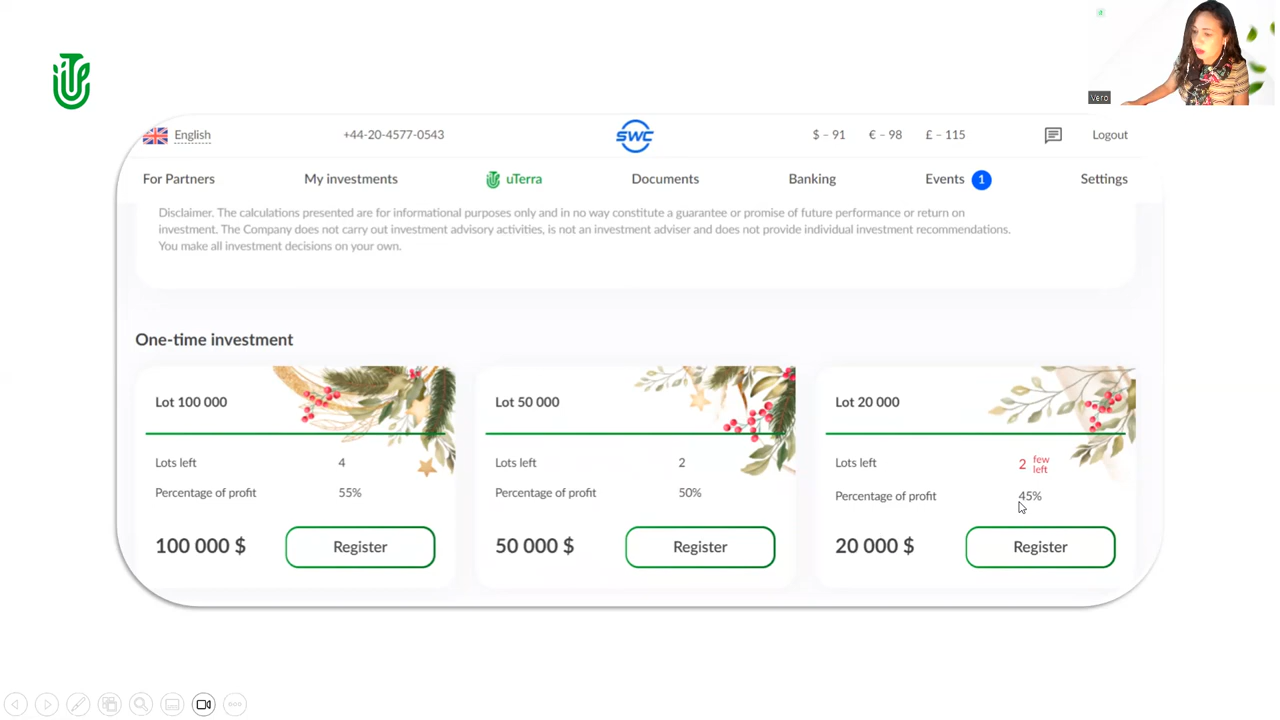 Vero
English
+44-20-4577-0543
SWC
$ – 91
€ – 98
£ – 115
Logout
For Partners
My investments
uTerra
Documents
Banking
Events 1
Settings
Disclaimer. The calculations presented are for informational purposes only and in no way constitute a guarantee or promise of future performance or return on
investment. The Company does not carry out investment advisory activities, is not an investment adviser and does not provide individual investment recommendations.
You make all investment decisions on your own.
One-time investment
Lot 100 000
Lots left 4
Percentage of profit 55%
100 000 $
Register
Lot 50 000
Lots left 2
Percentage of profit 50%
50 000 $
Register
Lot 20 000
Lots left 2 few
left
Percentage of profit 45%
20 000 $
Register